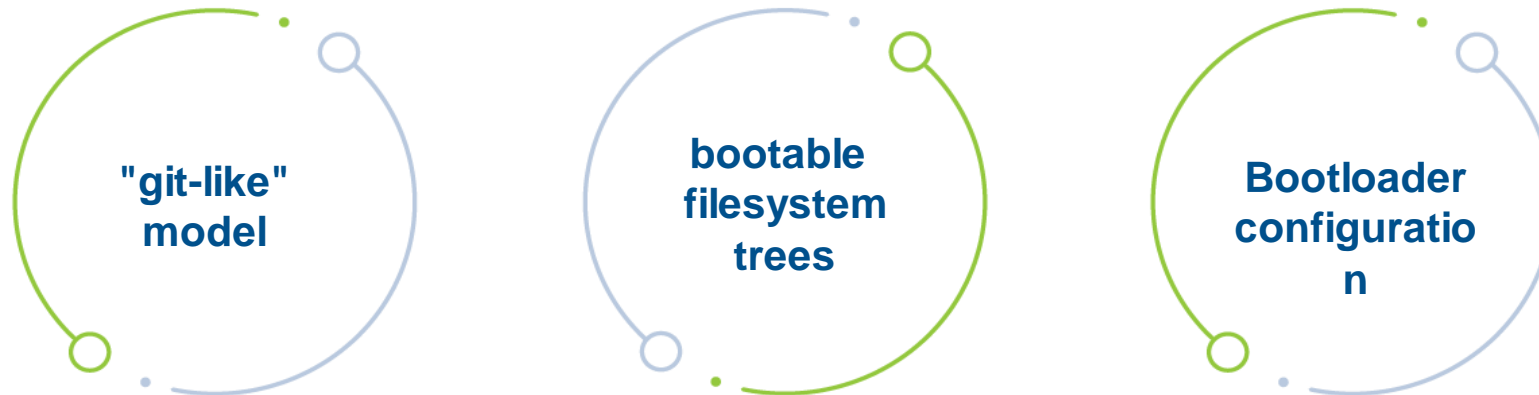 "git-like"
model
bootable
filesystem
trees
Bootloader
configuratio
n